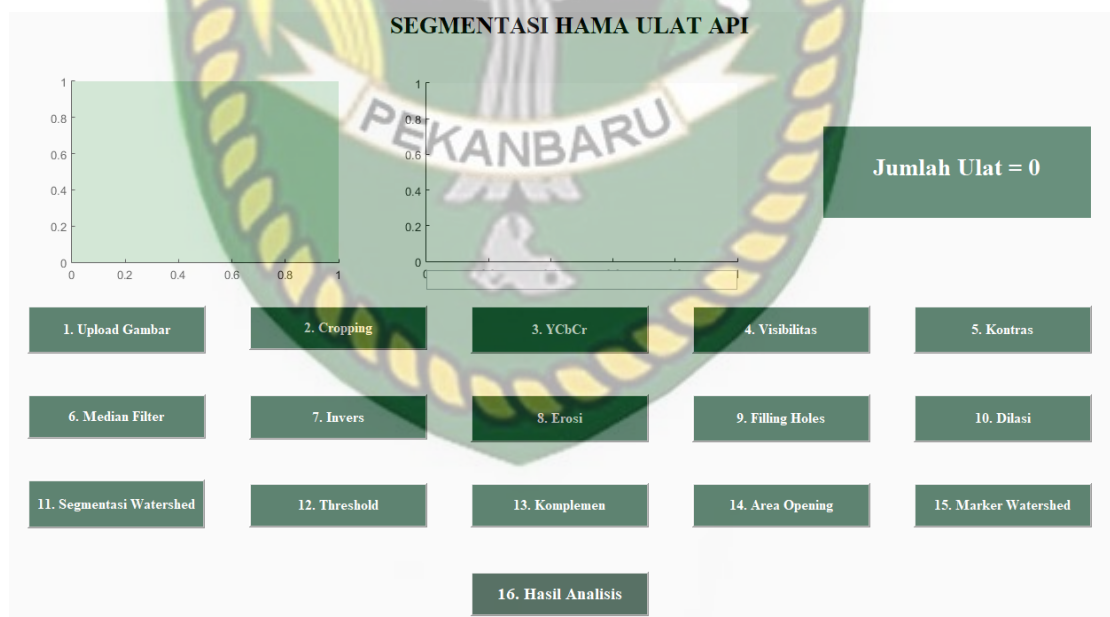 SEGMENTASI HAMA ULAT API
PEKANBARU
1
0.8
0.6
0.4
0.2
0
0 0.2 0.4 0.6 0.8 1
1
0.8
0.6
0.4
0.2
0
Jumlah Ulat = 0
1. Upload Gambar
2. Cropping
3. YCbCr
4. Visibilitas
5. Kontras
6. Median Filter
7. Invers
8. Erosi
9. Filling Holes
10. Dilasi
11. Segmentasi Watershed
12. Threshold
13. Komplemen
14. Area Opening
15. Marker Watershed
16. Hasil Analisis